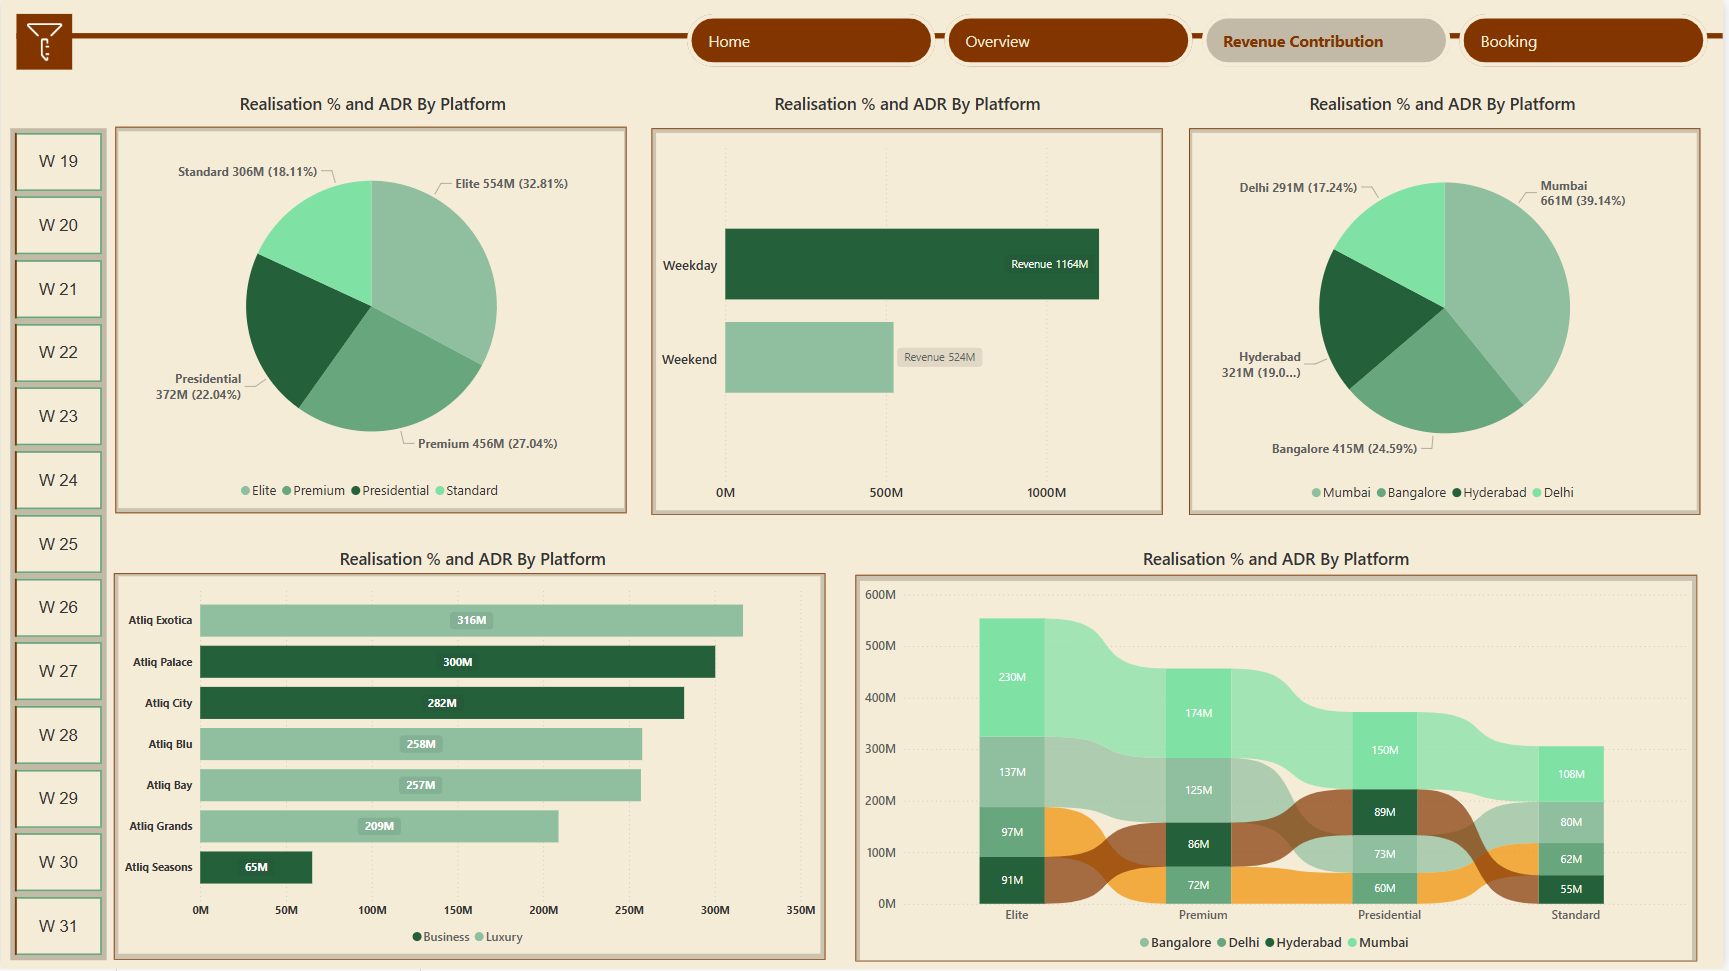 Home
Overview
Revenue Contribution
Booking
W 19
W 20
W 21
W 22
W 23
W 24
W 25
W 26
W 27
W 28
W 29
W 30
W 31
Realisation % and ADR By Platform
Standard 306M (18.11%)
Elite 554M (32.81%)
Presidential
372M (22.04%)
Premium 456M (27.04%)
Elite Premium Presidential Standard
Realisation % and ADR By Platform
Weekday
Revenue 1164M
Weekend
Revenue 524M
0M 500M 1000M
Realisation % and ADR By Platform
Delhi 291M (17.24%)
Mumbai
661M (39.14%)
Hyderabad
321M (19.0...)
Bangalore 415M (24.59%)
Mumbai Bangalore Hyderabad Delhi
Realisation % and ADR By Platform
Atliq Exotica 316M
Atliq Palace 300M
Atliq City 282M
Atliq Blu 258M
Atliq Bay 257M
Atliq Grands 209M
Atliq Seasons 65M
0M 50M 100M 150M 200M 250M 300M 350M
Business Luxury
Realisation % and ADR By Platform
600M
500M
400M
300M
200M
100M
0M
230M
137M
97M
91M
174M
125M
86M
72M
150M
89M
73M
60M
108M
80M
62M
55M
Elite Premium Presidential Standard
Bangalore Delhi Hyderabad Mumbai